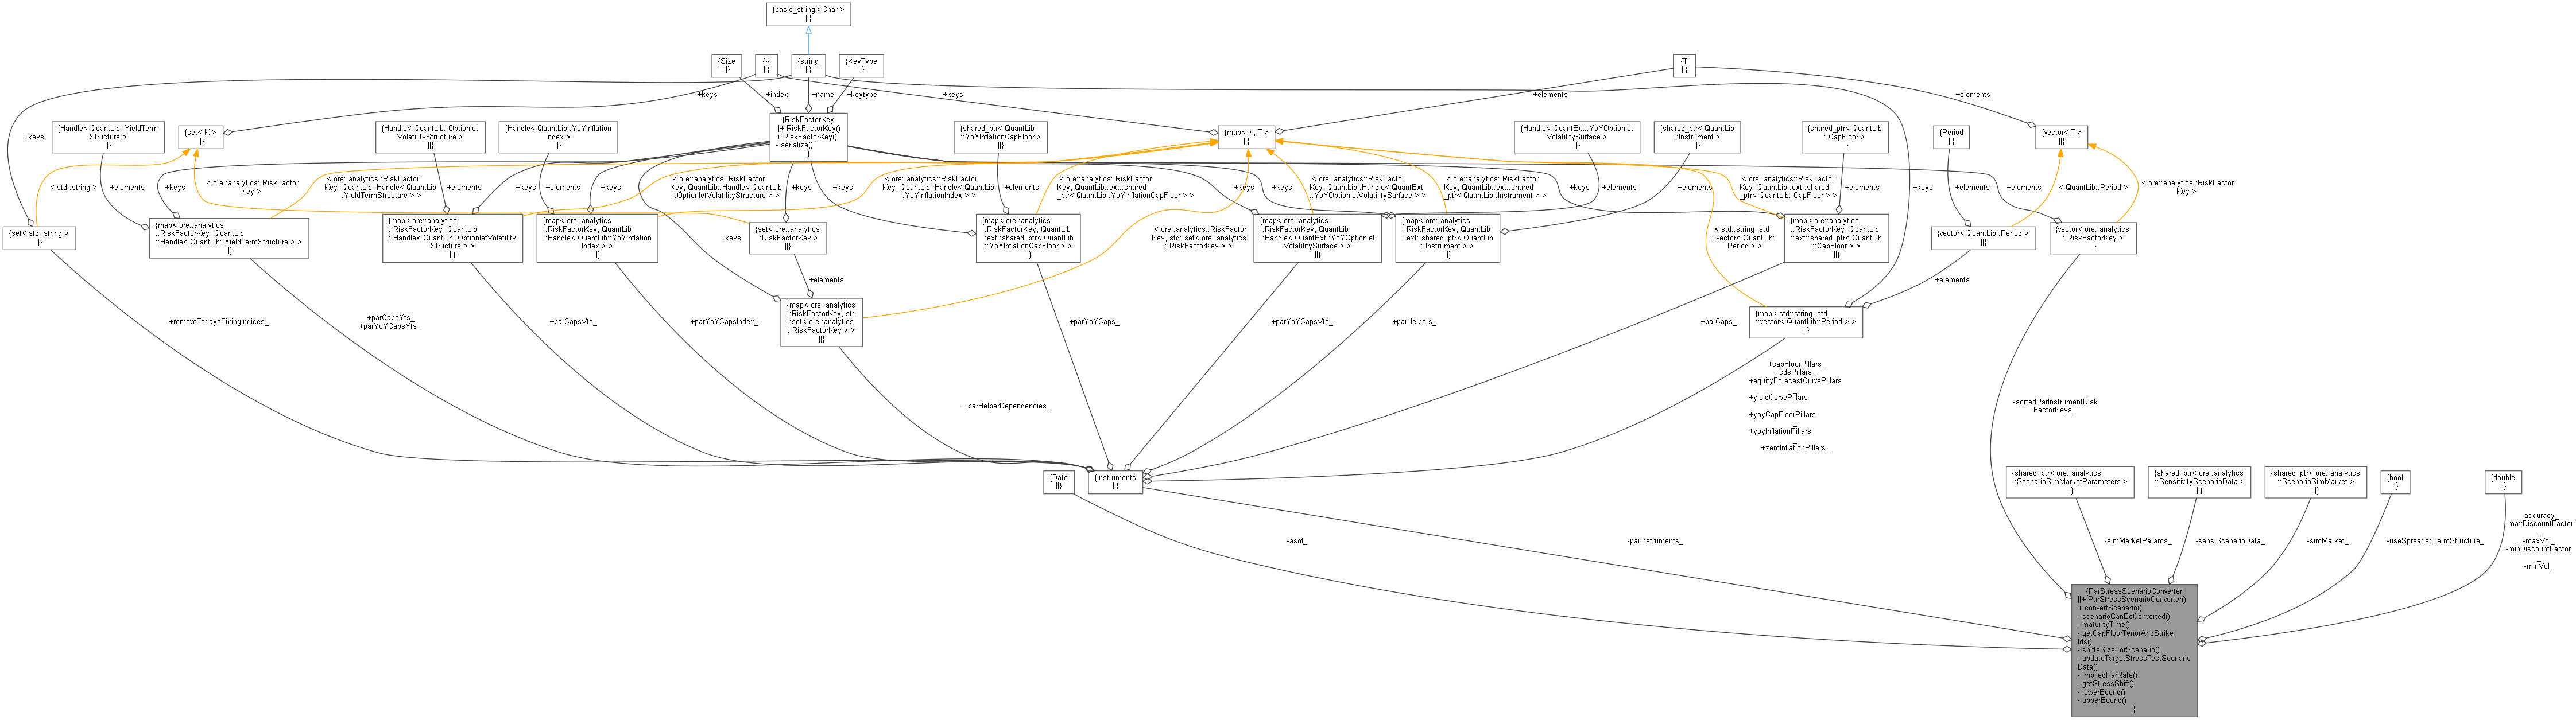 {basic_string< Char >
||}
{Size
||}
{K
||}
{string
||}
{KeyType
||}
{T
||}
+keys
+index
+name
+keytype
+keys
+elements
+elements
+keys
{Handle< QuantLib::YieldTerm
Structure >
||}
{set< K >
||}
{Handle< QuantLib::Optionlet
VolatilityStructure >
||}
{Handle< QuantLib::YoYInflation
Index >
||}
{RiskFactorKey
||+ RiskFactorKey()
+ RiskFactorKey()
- serialize()
}
{shared_ptr< QuantLib
::YoYInflationCapFloor >
||}
{map< K, T >
||}
{Handle< QuantExt::YoYOptionlet
VolatilitySurface >
||}
{shared_ptr< QuantLib
::Instrument >
||}
{shared_ptr< QuantLib
::CapFloor >
||}
{Period
||}
{vector< T >
||}
< std::string >
+elements
+keys
< ore::analytics::RiskFactor
Key >
< ore::analytics::RiskFactor
Key, QuantLib::Handle< QuantLib
::YieldTermStructure > >
+elements
+keys
+elements
+keys
< ore::analytics::RiskFactor
Key, QuantLib::Handle< QuantLib
::OptionletVolatilityStructure > >
+keys
+keys
< ore::analytics::RiskFactor
Key, QuantLib::Handle< QuantLib
::YoYInflationIndex > >
+elements
< ore::analytics::RiskFactor
Key, QuantLib::ext::shared
_ptr< QuantLib::YoYInflationCapFloor > >
+keys
< ore::analytics::RiskFactor
Key, QuantLib::Handle< QuantExt
::YoYOptionletVolatilitySurface > >
+keys
+elements
< ore::analytics::RiskFactor
Key, QuantLib::ext::shared
_ptr< QuantLib::Instrument > >
+elements
+keys
< ore::analytics::RiskFactor
Key, QuantLib::ext::shared
_ptr< QuantLib::CapFloor > >
+elements
+keys
+elements
+elements
< QuantLib::Period >
< ore::analytics::RiskFactor
Key >
{set< std::string >
||}
{map< ore::analytics
::RiskFactorKey, QuantLib
::Handle< QuantLib::YieldTermStructure > >
||}
{map< ore::analytics
::RiskFactorKey, QuantLib
::Handle< QuantLib::OptionletVolatility
Structure > >
||}
{map< ore::analytics
::RiskFactorKey, QuantLib
::Handle< QuantLib::YoYInflation
Index > >
||}
+keys
{set< ore::analytics
::RiskFactorKey >
||}
{map< ore::analytics
::RiskFactorKey, QuantLib
::ext::shared_ptr< QuantLib
::YoYInflationCapFloor > >
||}
< ore::analytics::RiskFactor
Key, std::set< ore::analytics
::RiskFactorKey > >
{map< ore::analytics
::RiskFactorKey, QuantLib
::Handle< QuantExt::YoYOptionlet
VolatilitySurface > >
||}
{map< ore::analytics
::RiskFactorKey, QuantLib
::ext::shared_ptr< QuantLib
::Instrument > >
||}
< std::string, std
::vector< QuantLib::
Period > >
{map< ore::analytics
::RiskFactorKey, QuantLib
::ext::shared_ptr< QuantLib
::CapFloor > >
||}
{vector< QuantLib::Period >
||}
{vector< ore::analytics
::RiskFactorKey >
||}
+elements
+elements
{map< ore::analytics
::RiskFactorKey, std
::set< ore::analytics
::RiskFactorKey > >
||}
{map< std::string, std
::vector< QuantLib::Period > >
||}
+removeTodaysFixingIndices_
+parCapsYts_
+parYoYCapsYts_
+parCapsVts_
+parYoYCapsIndex_
+parYoYCaps_
+parYoYCapsVts_
+parHelpers_
+parCaps_
+parHelperDependencies_
+capFloorPillars_
+cdsPillars_
+equityForecastCurvePillars
_
+yieldCurvePillars
_
+yoyCapFloorPillars
_
+yoyInflationPillars
_
+zeroInflationPillars_
-sortedParInstrumentRisk
FactorKeys_
{Date
||}
{Instruments
||}
{shared_ptr< ore::analytics
::ScenarioSimMarketParameters >
||}
{shared_ptr< ore::analytics
::SensitivityScenarioData >
||}
{shared_ptr< ore::analytics
::ScenarioSimMarket >
||}
{bool
||}
{double
||}
-asof_
-parInstruments_
-simMarketParams_
-sensiScenarioData_
-simMarket_
-useSpreadedTermStructure_
-accuracy_
-maxDiscountFactor
_
-maxVol_
-minDiscountFactor
_
-minVol_
{ParStressScenarioConverter
||+ ParStressScenarioConverter()
+ convertScenario()
- scenarioCanBeConverted()
- maturityTime()
- getCapFloorTenorAndStrike
Ids()
- shiftsSizeForScenario()
- updateTargetStressTestScenario
Data()
- impliedParRate()
- getStressShift()
- lowerBound()
- upperBound()
}